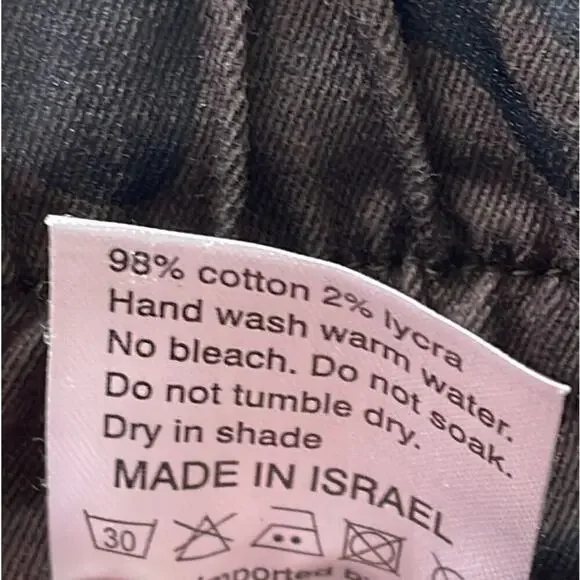 98% cotton 2% lycra
Hand wash warm water.
No bleach. Do not soak.
Do not tumble dry.
Dry in shade
MADE IN ISRAEL
30